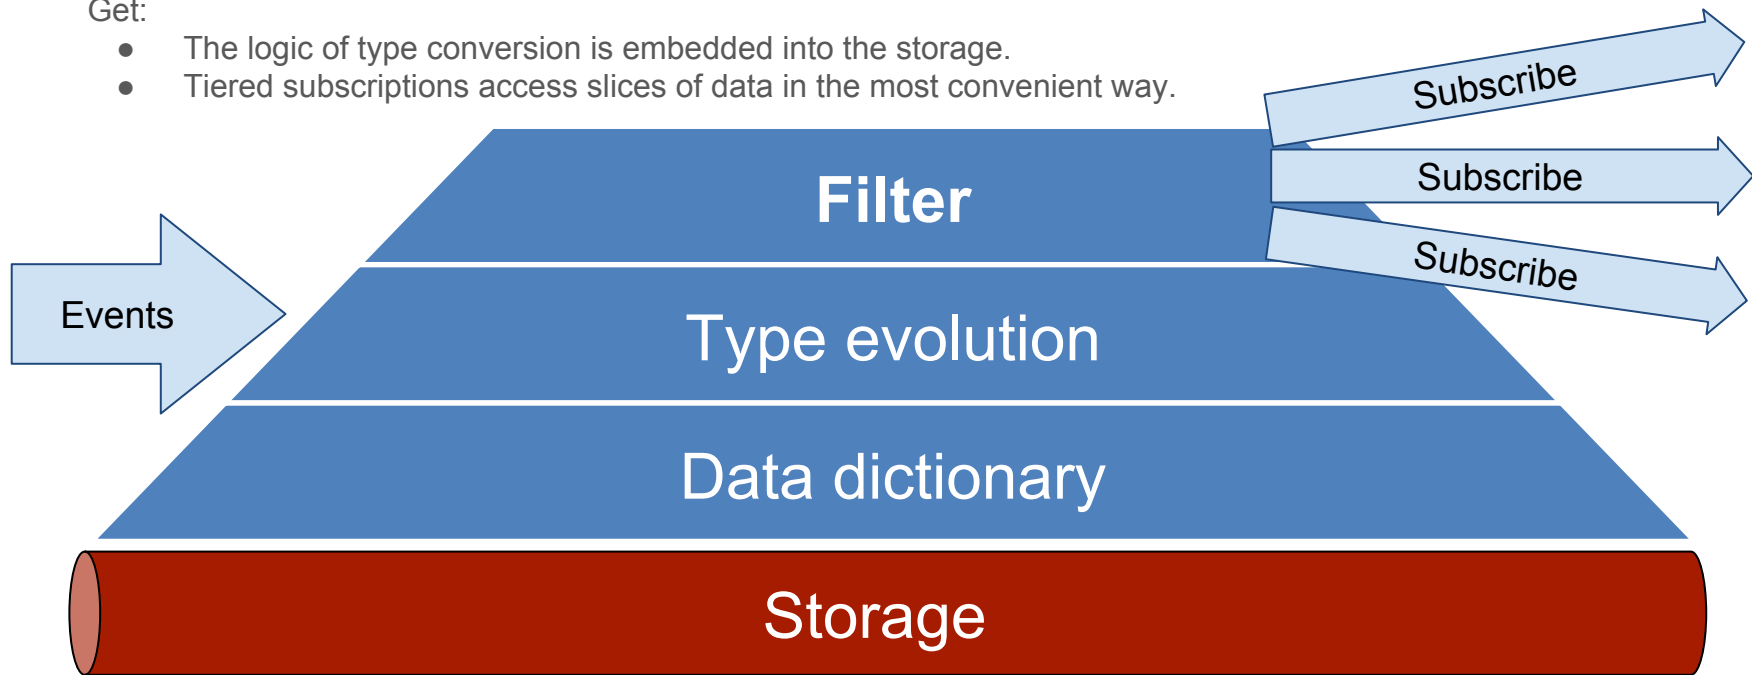 Get:
● The logic of type conversion is embedded into the storage.
● Tiered subscriptions access slices of data in the most convenient way.
Subscribe
Filter
Subscribe
Subscribe
Events
Type evolution
Data dictionary
Storage